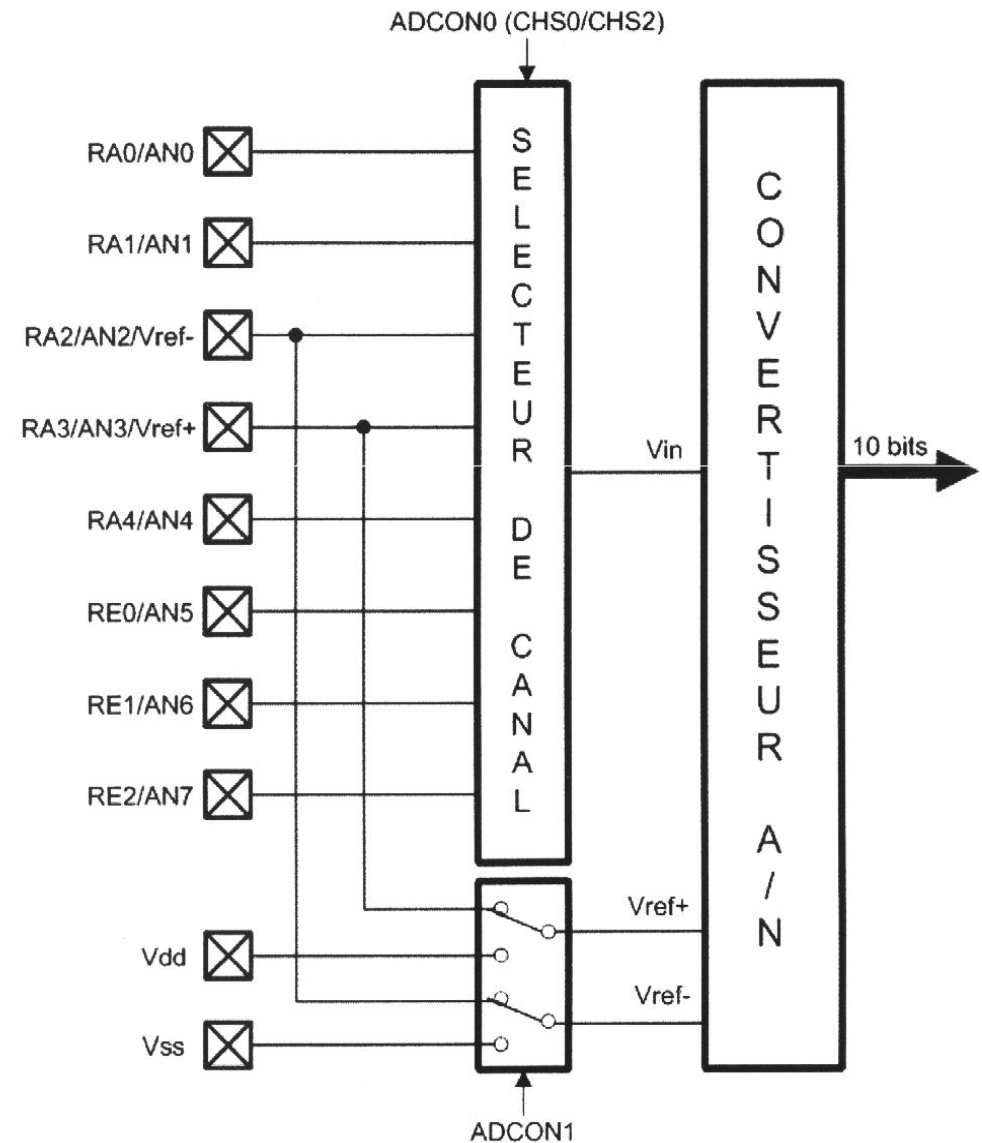 ADCON0 (CHS0/CHS2)
RA0/AN0
RA1/AN1
RA2/AN2/Vref-
RA3/AN3/Vref+
RA4/AN4
RE0/AN5
RE1/AN6
RE2/AN7
Vdd
Vss
SELECTEUR DE CANAL
Vin
Vref+
Vref-
ADCON1
CONVERTISSEUR A/N
10 bits